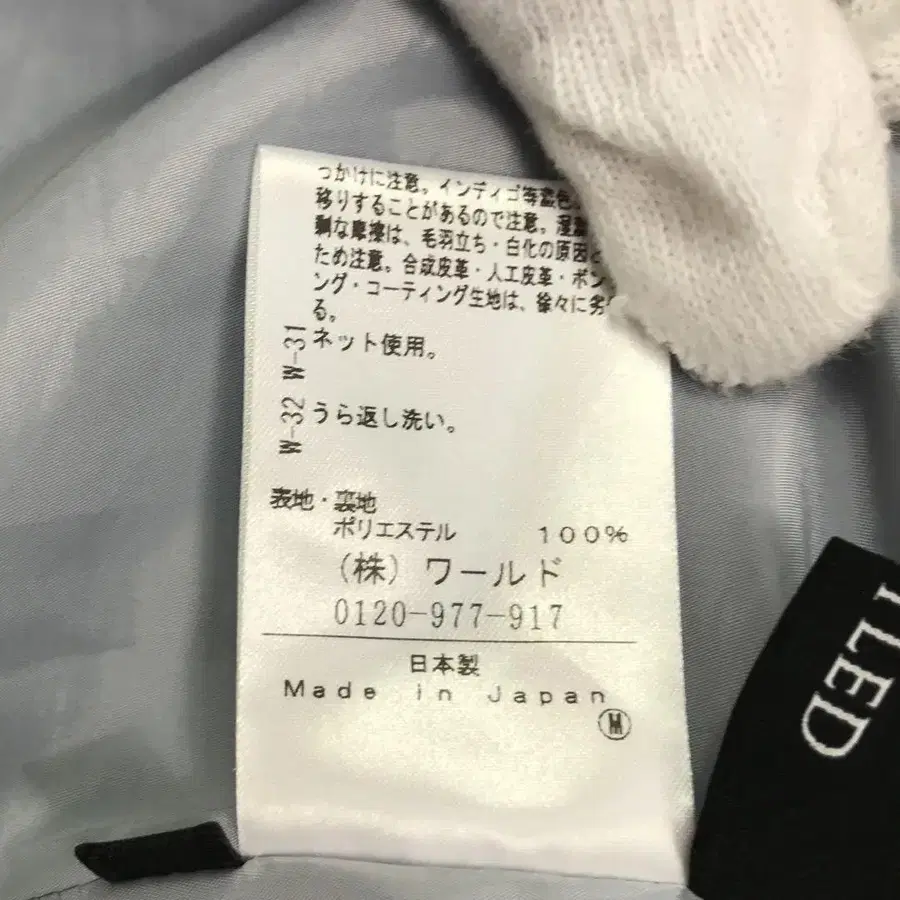 っかけに注意。インディゴ等濃色
移りすることがあるので注意。湿
剰な摩擦は、毛羽立ち・白化の原因と
ため注意。合成皮革・人工皮革・ボン
ング・コーティング生地は、徐々に劣
る。
W-31 ネット使用。
W-32 うら返し洗い。
表地・裏地
ポリエステル 100%
(株) ワールド
0120-977-917
日本製
Made in Japan
M
TLED